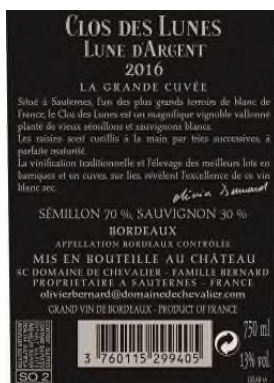 CLOS DES LUNES
LUNE D'ARGENT
2016
LA GRANDE CUVÉE
Situé à Sauternes, l'un des plus grands terroirs de blanc de
France, le Clos des Lunes est un magnifique vignoble vallonné
planté de vieux sémillons et sauvignons blancs.
Les raisins sont cueillis à la main par tries successives, à
parfaite maturité.
La vinification traditionnelle et l'élevage des meilleurs lots en
barriques et en cuves, sur lies, révèlent l'excellence de ce vin
blanc sec.
Olivier Bernard
SÉMILLON 70 %, SAUVIGNON 30 %
BORDEAUX
APPELLATION BORDEAUX CONTRÔLÉE
MIS EN BOUTEILLE AU CHÂTEAU
SC DOMAINE DE CHEVALIER - FAMILLE BERNARD
PROPRIETAIRE A SAUTERNES - FRANCE
olivierbernard@domainedechevalier.com
GRAND VIN DE BORDEAUX - PRODUCT OF FRANCE
SO2
3 760115 299405
750 ml
13% vol